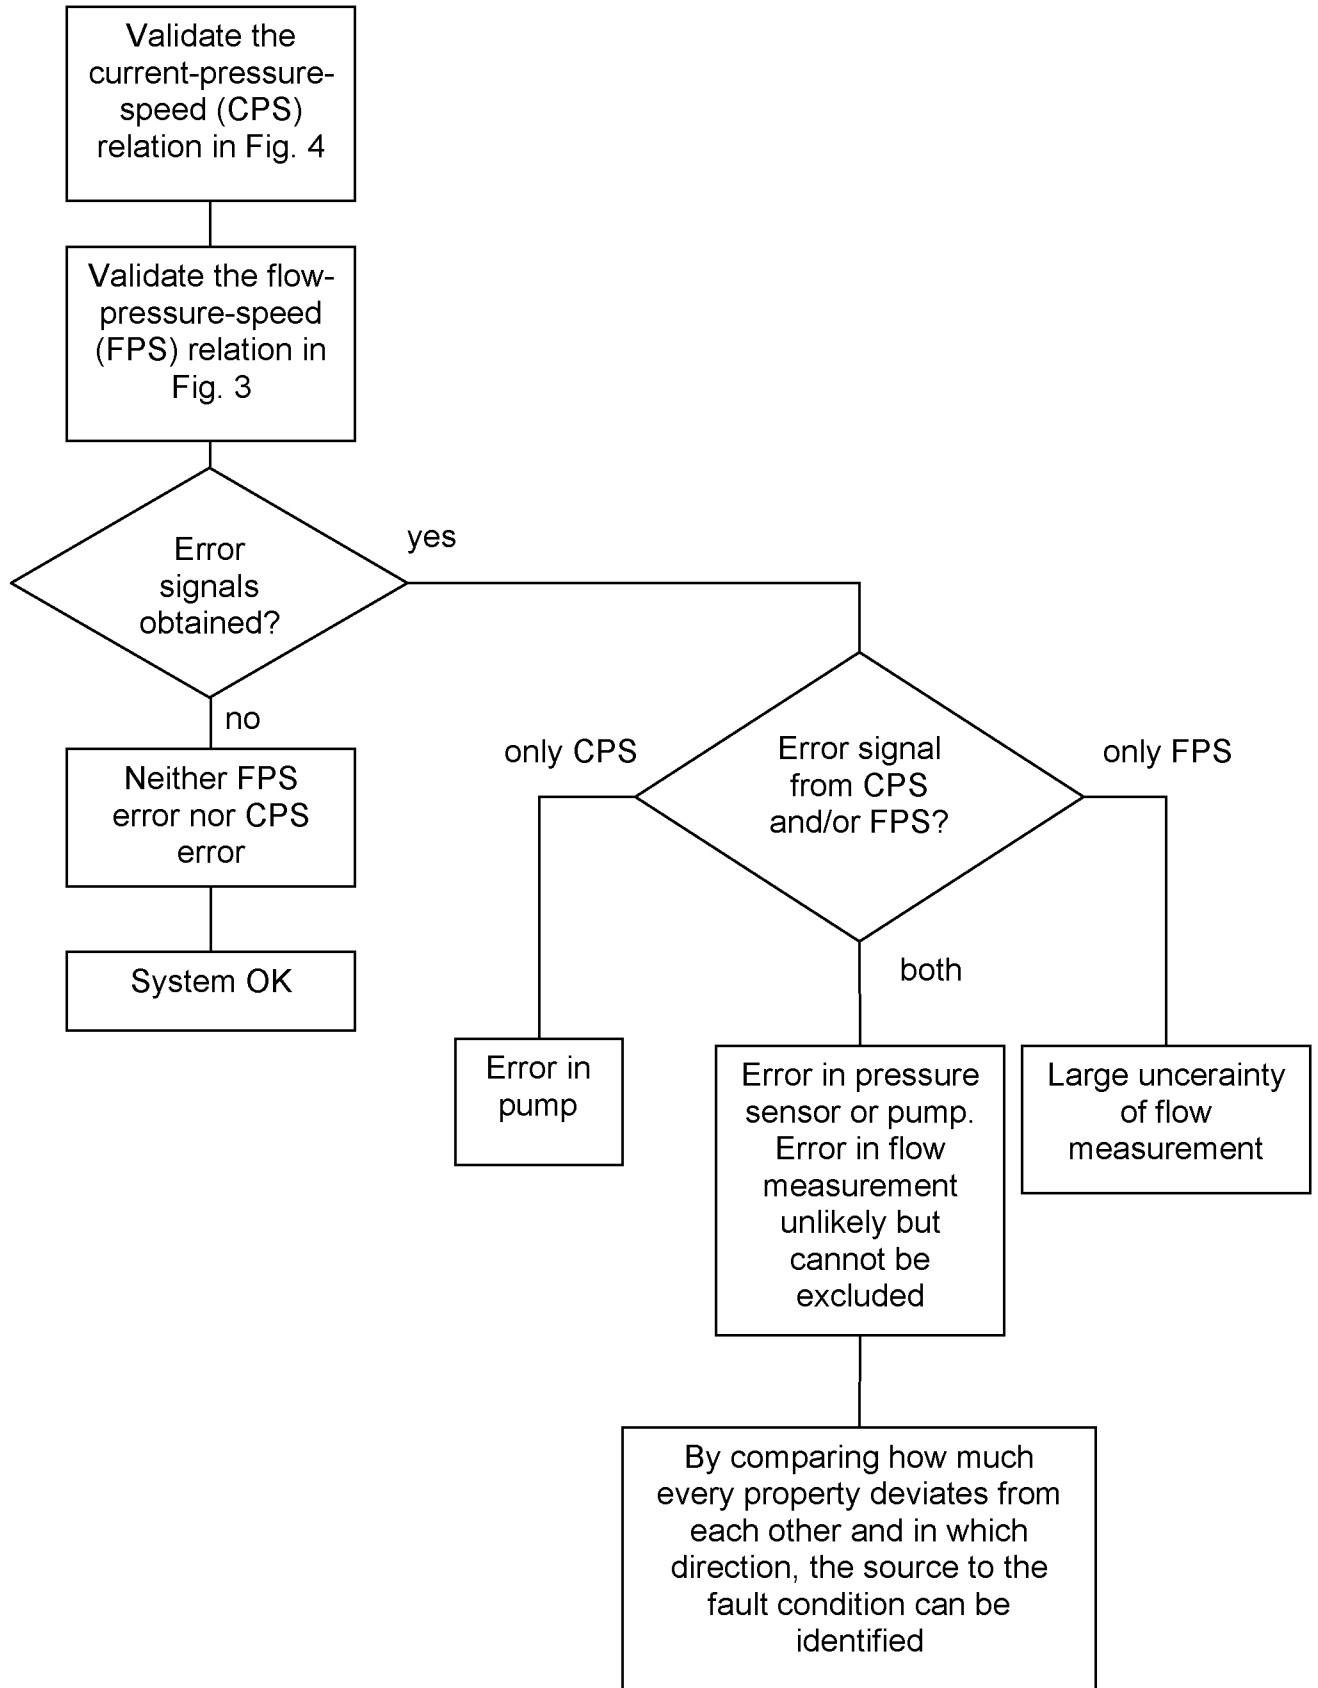 Validate the
current-pressure-
speed (CPS)
relation in Fig. 4
Validate the flow-
pressure-speed
(FPS) relation in
Fig. 3
Error
signals
obtained?
yes
no
Neither FPS
error nor CPS
error
System OK
Error signal
from CPS
and/or FPS?
only CPS
only FPS
both
Error in
pump
Error in pressure
sensor or pump.
Error in flow
measurement
unlikely but
cannot be
excluded
Large uncerainty
of flow
measurement
By comparing how much
every property deviates from
each other and in which
direction, the source to the
fault condition can be
identified